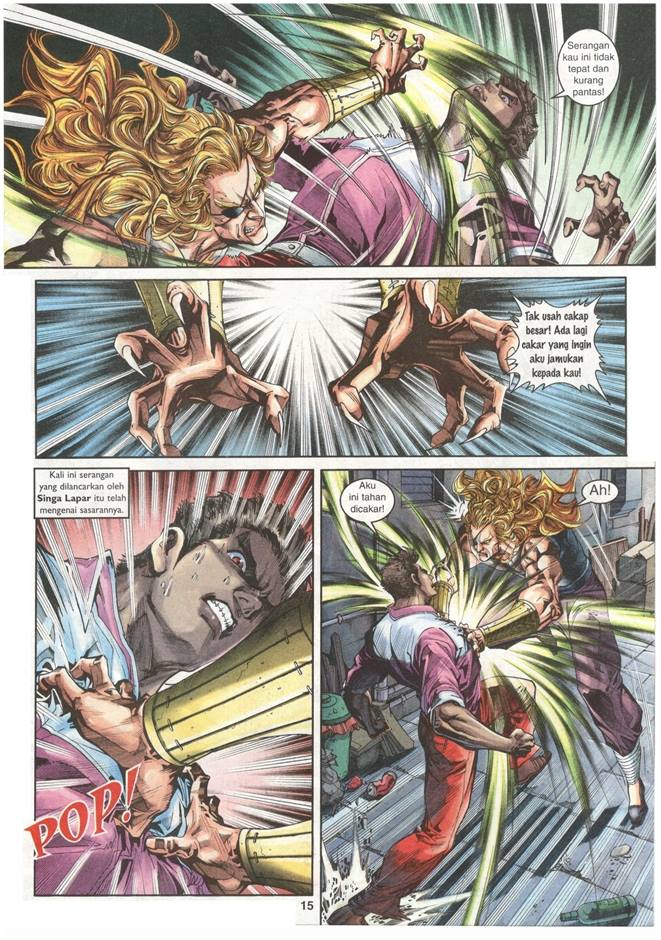 Serangan
kau ini tidak
tepat dan
kurang
pantas!
Tak usah cakap
besar! Ada lagi
cakar yang ingin
aku jamukan
kepada kau!
Kali ini serangan
yang dilancarkan oleh
Singa Lapar itu telah
mengenai sasarannya.
POP!
Aku
ini tahan
dicakar!
Ah!
15